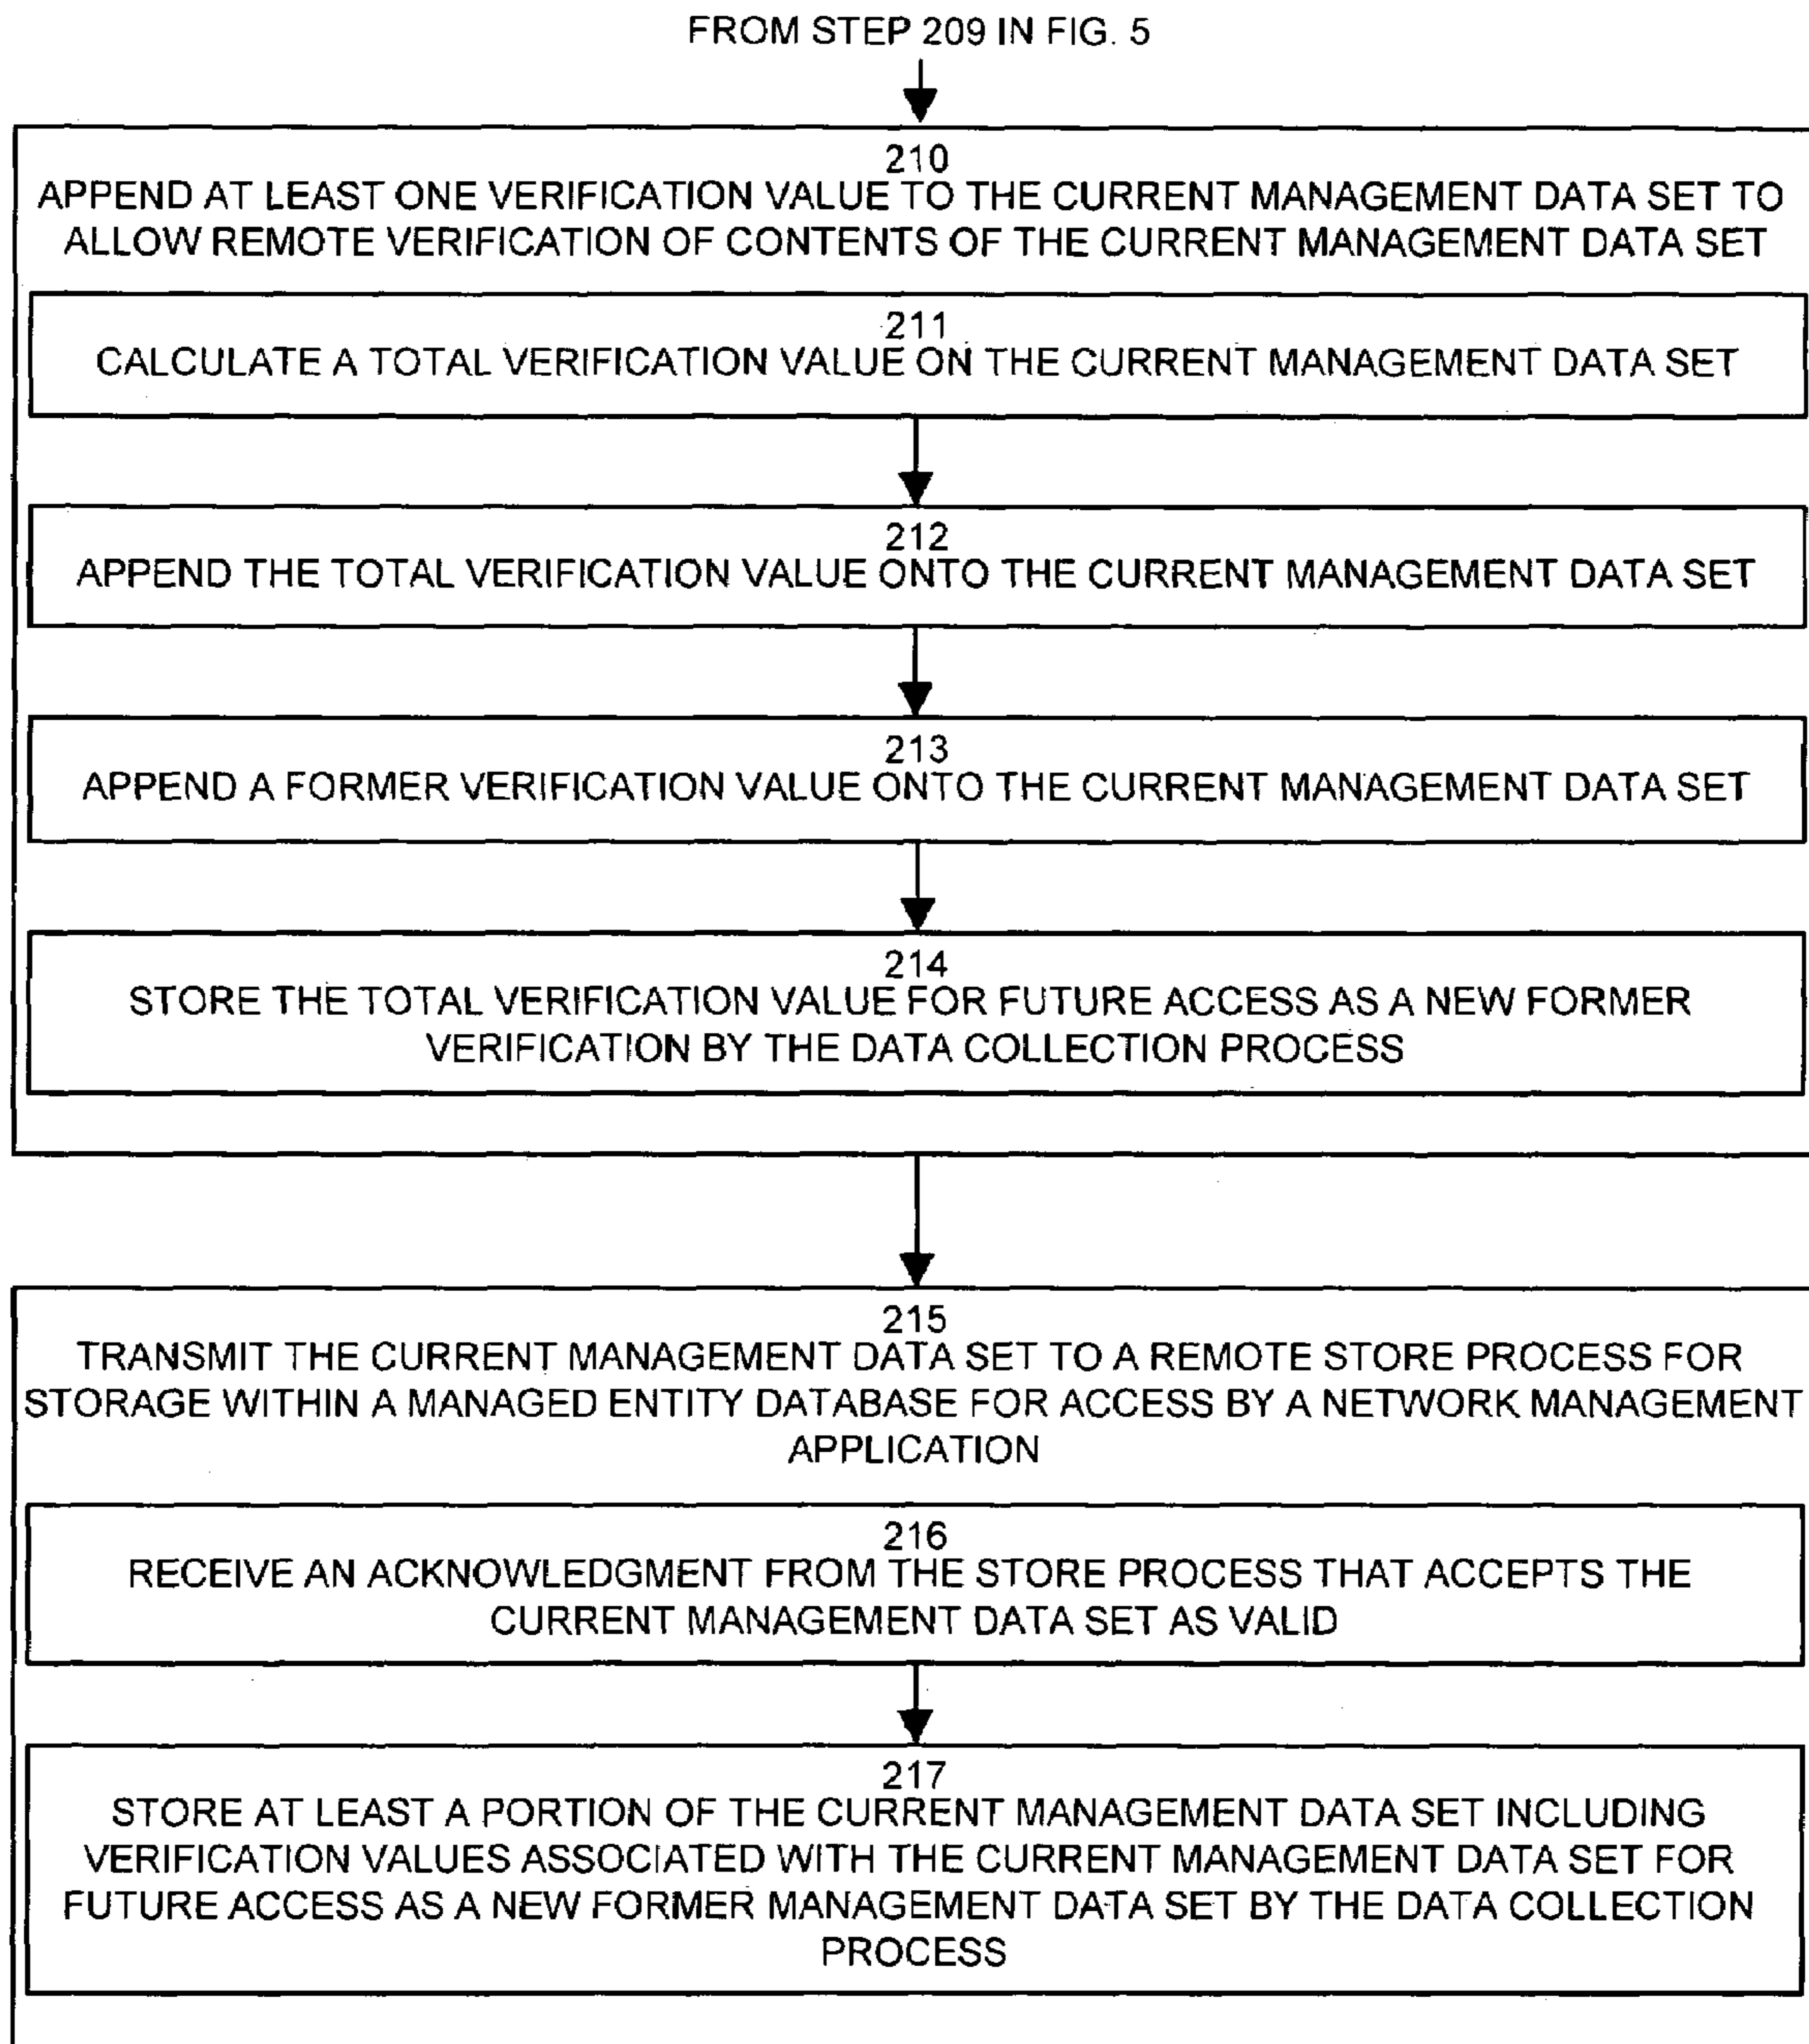 FROM STEP 209 IN FIG. 5
210
APPEND AT LEAST ONE VERIFICATION VALUE TO THE CURRENT MANAGEMENT DATA SET TO
ALLOW REMOTE VERIFICATION OF CONTENTS OF THE CURRENT MANAGEMENT DATA SET
211
CALCULATE A TOTAL VERIFICATION VALUE ON THE CURRENT MANAGEMENT DATA SET
212
APPEND THE TOTAL VERIFICATION VALUE ONTO THE CURRENT MANAGEMENT DATA SET
213
APPEND A FORMER VERIFICATION VALUE ONTO THE CURRENT MANAGEMENT DATA SET
214
STORE THE TOTAL VERIFICATION VALUE FOR FUTURE ACCESS AS A NEW FORMER
VERIFICATION BY THE DATA COLLECTION PROCESS
215
TRANSMIT THE CURRENT MANAGEMENT DATA SET TO A REMOTE STORE PROCESS FOR
STORAGE WITHIN A MANAGED ENTITY DATABASE FOR ACCESS BY A NETWORK MANAGEMENT
APPLICATION
216
RECEIVE AN ACKNOWLEDGMENT FROM THE STORE PROCESS THAT ACCEPTS THE
CURRENT MANAGEMENT DATA SET AS VALID
217
STORE AT LEAST A PORTION OF THE CURRENT MANAGEMENT DATA SET INCLUDING
VERIFICATION VALUES ASSOCIATED WITH THE CURRENT MANAGEMENT DATA SET FOR
FUTURE ACCESS AS A NEW FORMER MANAGEMENT DATA SET BY THE DATA COLLECTION
PROCESS